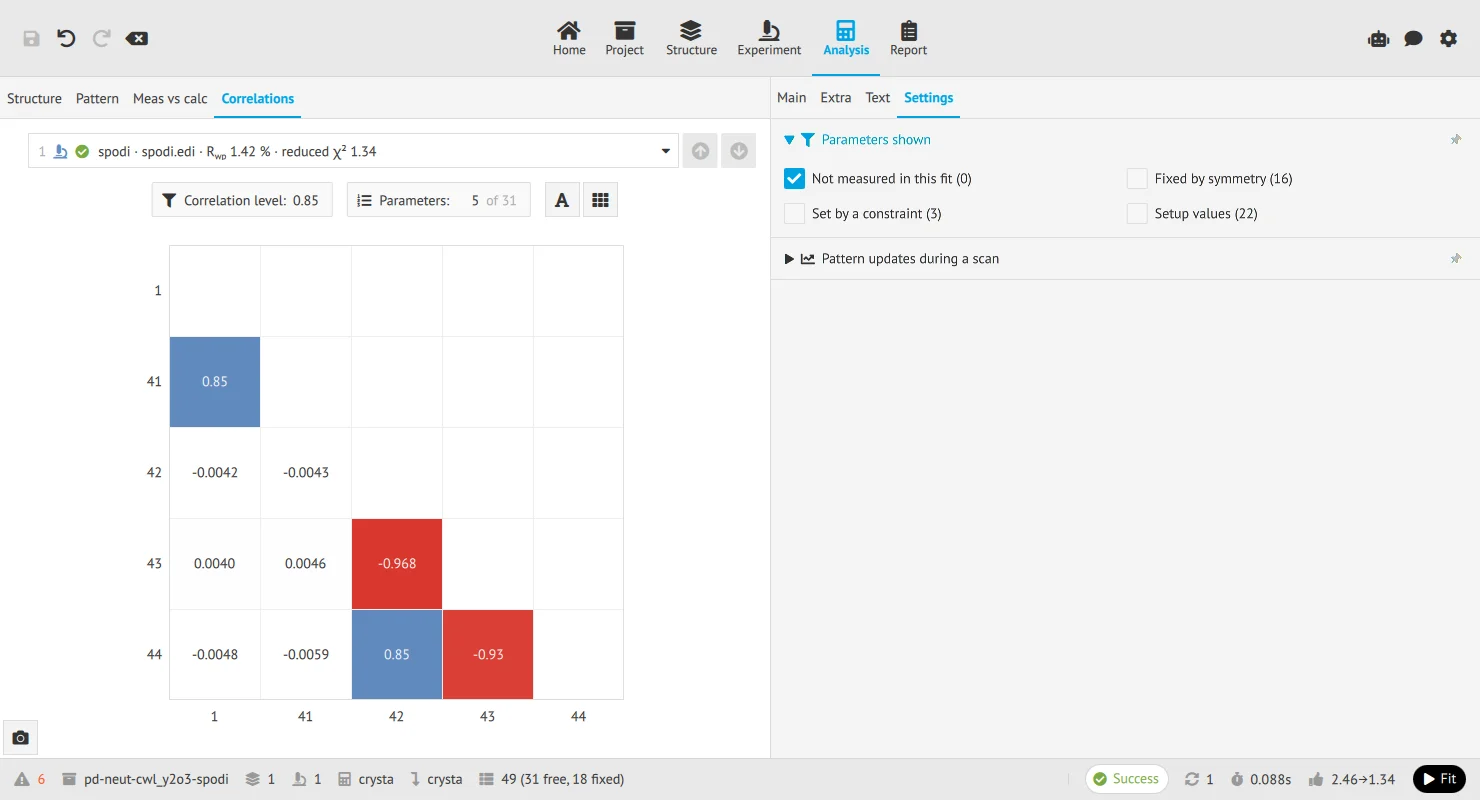 Home Project Structure Experiment Analysis Report
Structure Pattern Meas vs calc Correlations
Main Extra Text Settings
1 spodi · spodi.edi · Rwp 1.42 % · reduced χ² 1.34
Correlation level: 0.85
Parameters: 5 of 31
A
1
41 0.85
42 -0.0042 -0.0043
43 0.0040 0.0046 -0.968
44 -0.0048 -0.0059 0.85 -0.93
1 41 42 43 44
Parameters shown
Not measured in this fit (0) Fixed by symmetry (16)
Set by a constraint (3) Setup values (22)
Pattern updates during a scan
6 pd-neut-cwl_y2o3-spodi 1 1 crysta crysta 49 (31 free, 18 fixed)
Success 1 0.088s 2.46→1.34 Fit